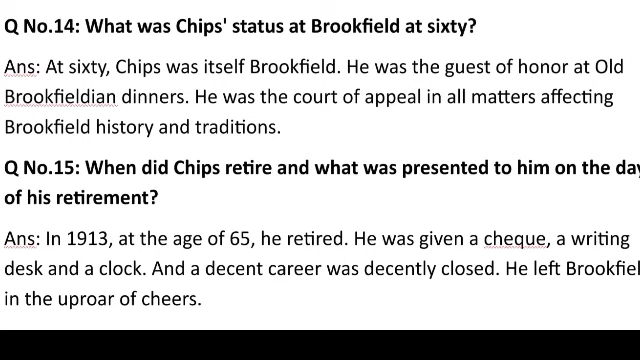 Q No.14: What was Chips' status at Brookfield at sixty?
Ans: At sixty, Chips was itself Brookfield. He was the guest of honor at Old
Brookfieldian dinners. He was the court of appeal in all matters affecting
Brookfield history and traditions.
Q No.15: When did Chips retire and what was presented to him on the day
of his retirement?
Ans: In 1913, at the age of 65, he retired. He was given a cheque, a writing
desk and a clock. And a decent career was decently closed. He left Brookfiel
in the uproar of cheers.